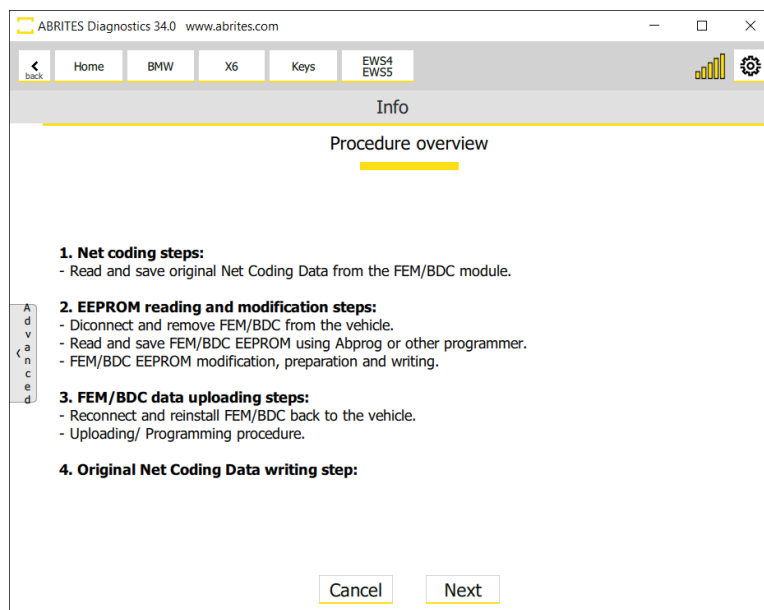 ABRITES Diagnostics 34.0 www.abrites.com
back
Home
BMW
X6
Keys
EWS4
EWS5
Info
Procedure overview
1. Net coding steps:
- Read and save original Net Coding Data from the FEM/BDC module.
2. EEPROM reading and modification steps:
- Diconnect and remove FEM/BDC from the vehicle.
- Read and save FEM/BDC EEPROM using Abprog or other programmer.
- FEM/BDC EEPROM modification, preparation and writing.
3. FEM/BDC data uploading steps:
- Reconnect and reinstall FEM/BDC back to the vehicle.
- Uploading/ Programming procedure.
4. Original Net Coding Data writing step:
Advanced
Cancel
Next